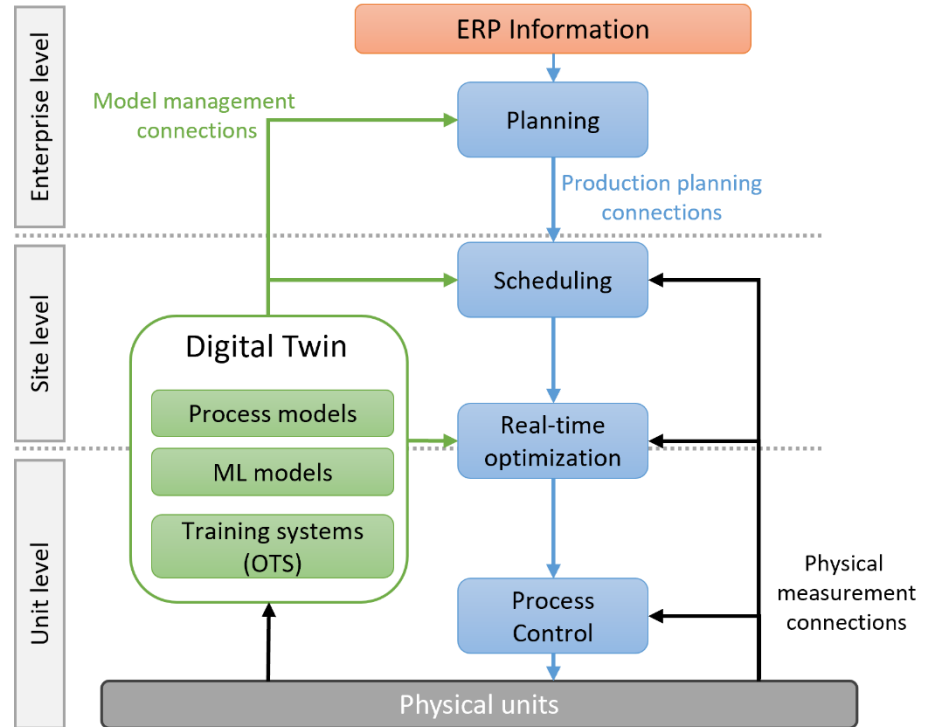 ERP Information
Enterprise level
Model management
connections
Planning
Production planning
connections
Site level
Scheduling
Digital Twin
Process models
Real-time
optimization
ML models
Unit level
Training systems
(OTS)
Process
Control
Physical
measurement
connections
Physical units